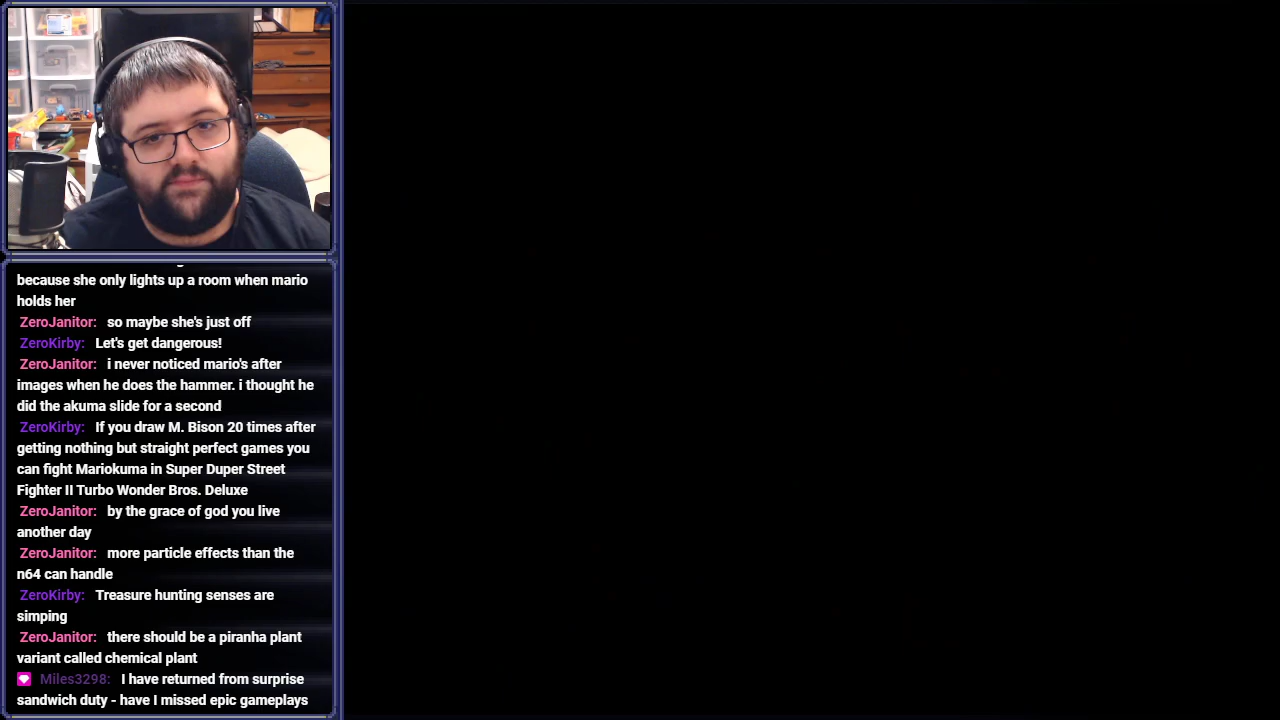 because she only lights up a room when mario
holds her
ZeroJanitor: so maybe she's just off
ZeroKirby: Let's get dangerous!
ZeroJanitor: i never noticed mario's after
images when he does the hammer. i thought he
did the akuma slide for a second
ZeroKirby: If you draw M. Bison 20 times after
getting nothing but straight perfect games you
can fight Mariokuma in Super Duper Street
Fighter II Turbo Wonder Bros. Deluxe
ZeroJanitor: by the grace of god you live
another day
ZeroJanitor: more particle effects than the
n64 can handle
ZeroKirby: Treasure hunting senses are
simping
ZeroJanitor: there should be a piranha plant
variant called chemical plant
Miles3298: I have returned from surprise
sandwich duty - have I missed epic gameplays